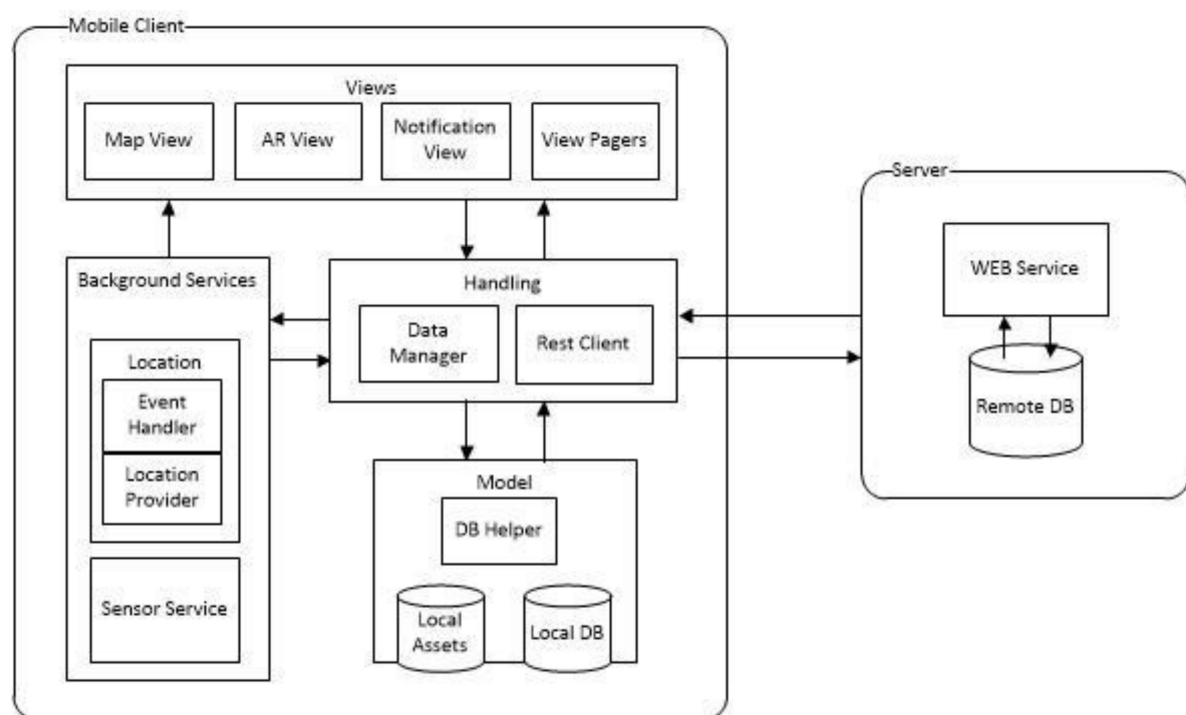 Mobile Client
Views
Map View
AR View
Notification
View
View Pagers
Background Services
Location
Event
Handler
Location
Provider
Sensor Service
Handling
Data
Manager
Rest Client
Model
DB Helper
Local
Assets
Local DB
Server
WEB Service
Remote DB